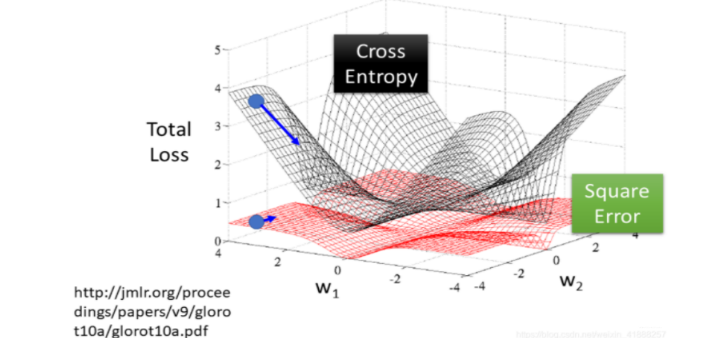 Cross
Entropy
Total
Loss
5
4
3
2
1
0
Square
Error
4
2
0
-2
-4
-4
-2
0
2
4
w1
w2
http://jmlr.org/procee
dings/papers/v9/gloro
t10a/glorot10a.pdf